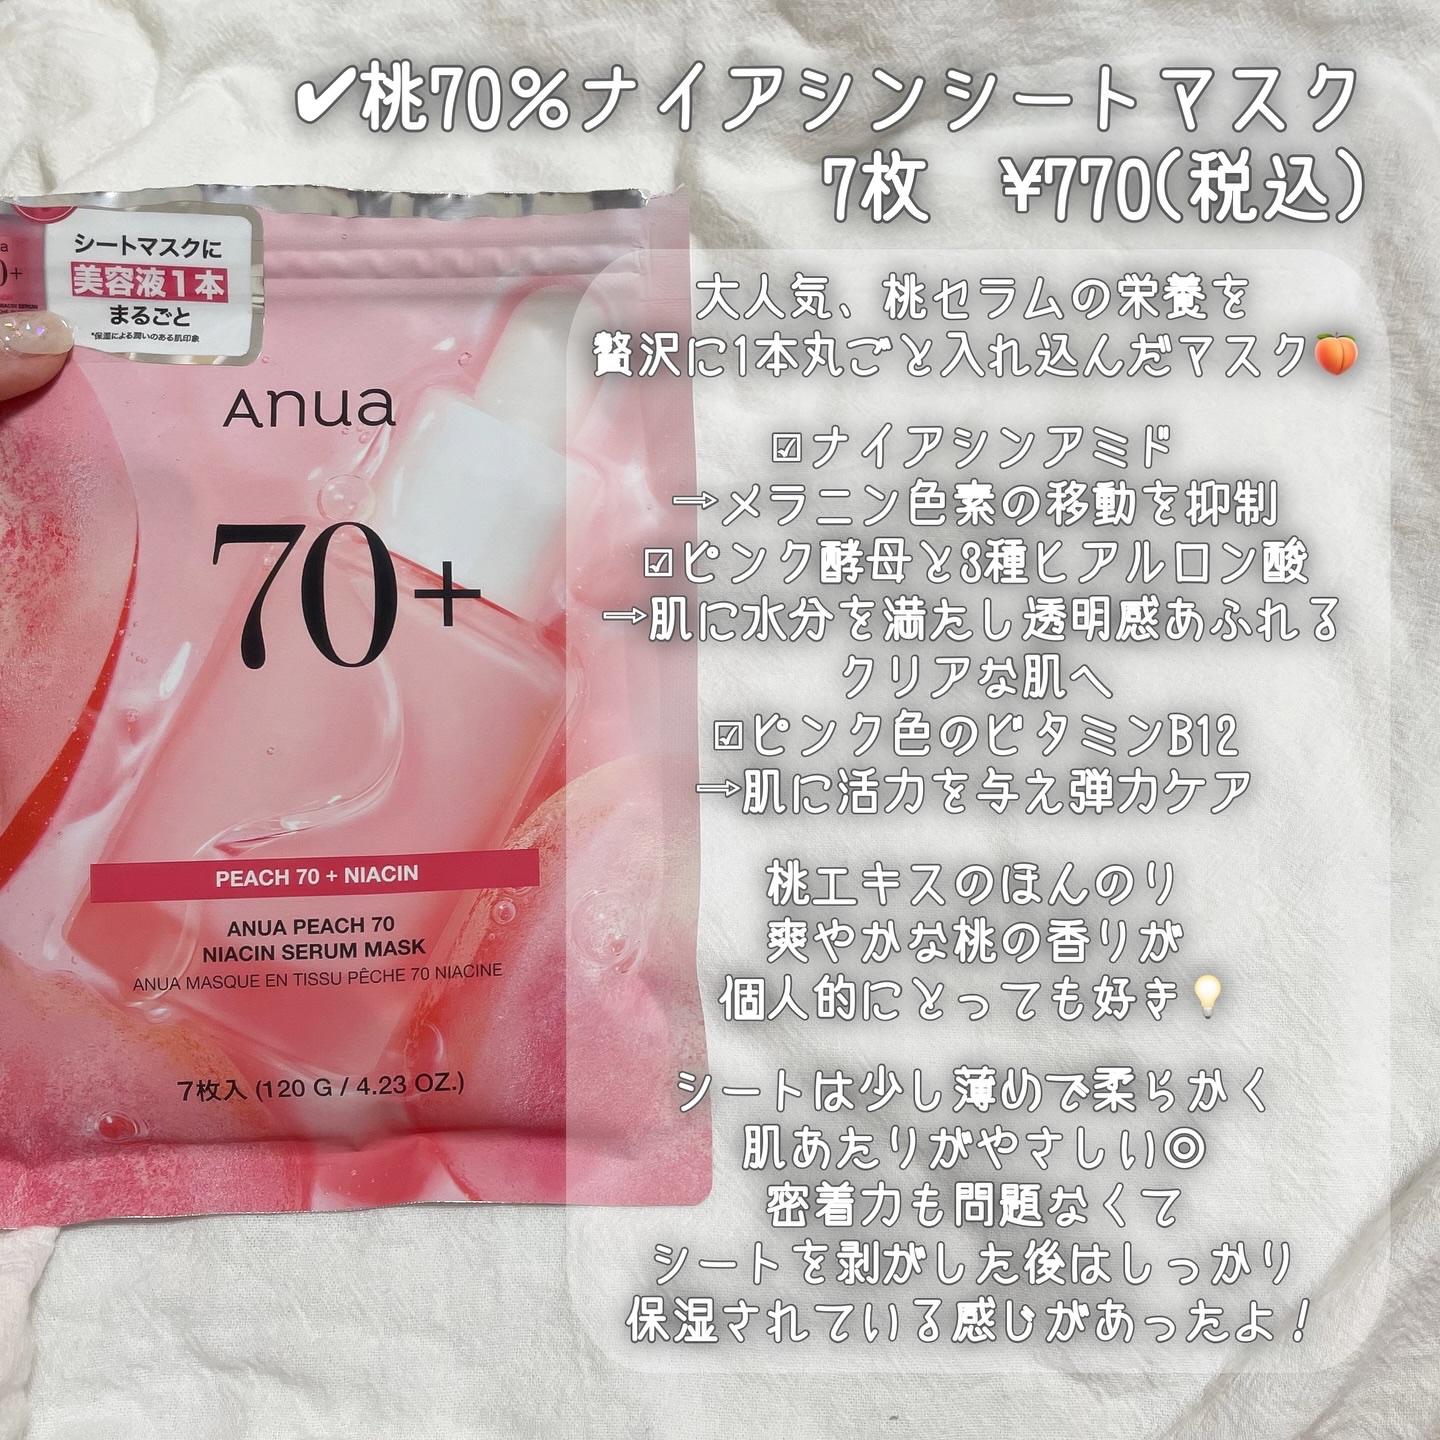 ✔桃70%ナイアシンシートマスク
7枚　¥770(税込)
シートマスクに
美容液1本
まるごと
*保湿による潤いのある肌印象
Anua
70+
PEACH 70 + NIACIN
ANUA PEACH 70
NIACIN SERUM MASK
ANUA MASQUE EN TISSU PÊCHE 70 NIACINE
7枚入 (120 G / 4.23 OZ.)
大人気、桃セラムの栄養を
贅沢に1本丸ごと入れ込んだマスク🍑
☑ナイアシンアミド
→メラニン色素の移動を抑制
☑ピンク酵母と3種ヒアルロン酸
→肌に水分を満たし透明感あふれる
クリアな肌へ
☑ピンク色のビタミンB12
→肌に活力を与え弾力ケア
桃エキスのほんのり
爽やかな桃の香りが
個人的にとっても好き💡
シートは少し薄めで柔らかく
肌あたりがやさしい◎
密着力も問題なくて
シートを剥がした後はしっかり
保湿されている感じがあったよ!